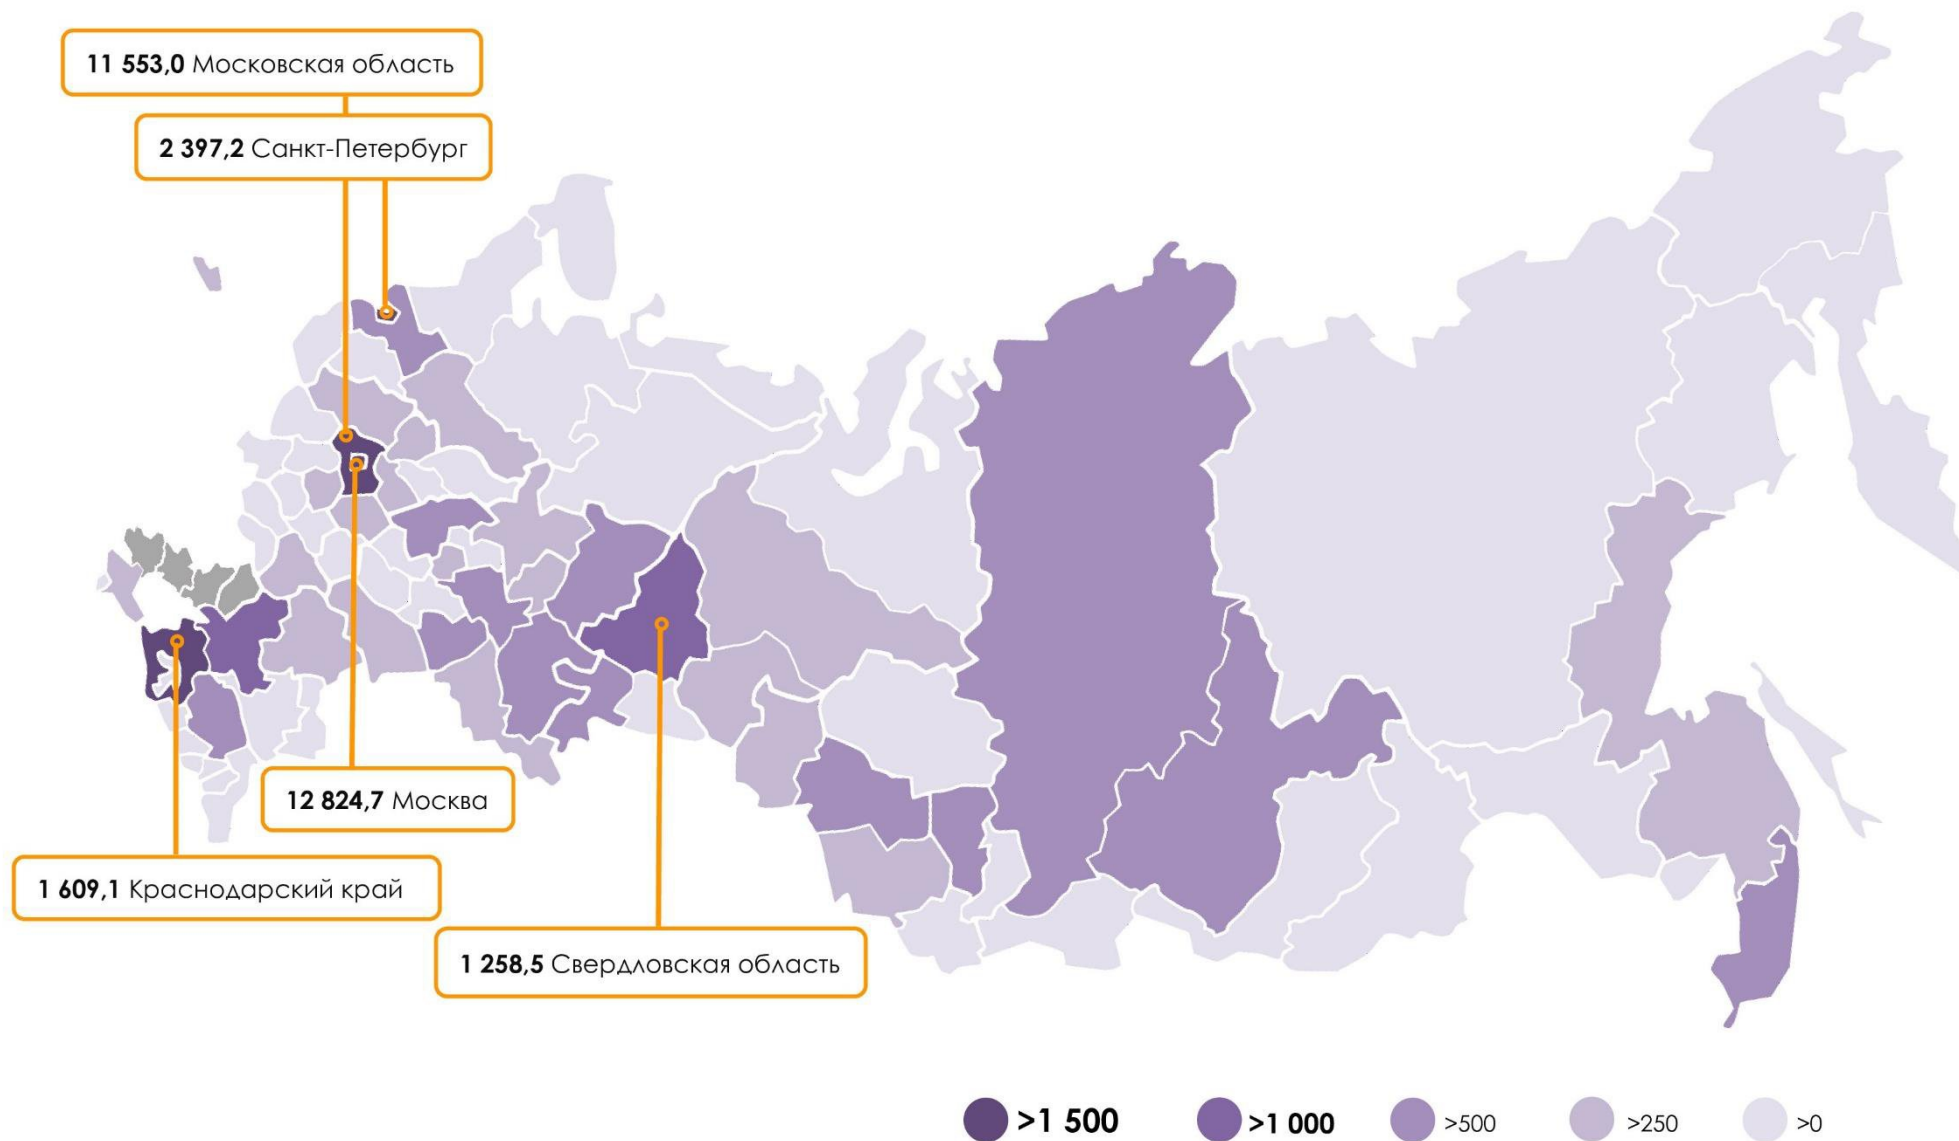 11 553,0 Московская область
2 397,2 Санкт-Петербург
12 824,7 Москва
1 609,1 Краснодарский край
1 258,5 Свердловская область
>1 500 >1 000 >500 >250 >0